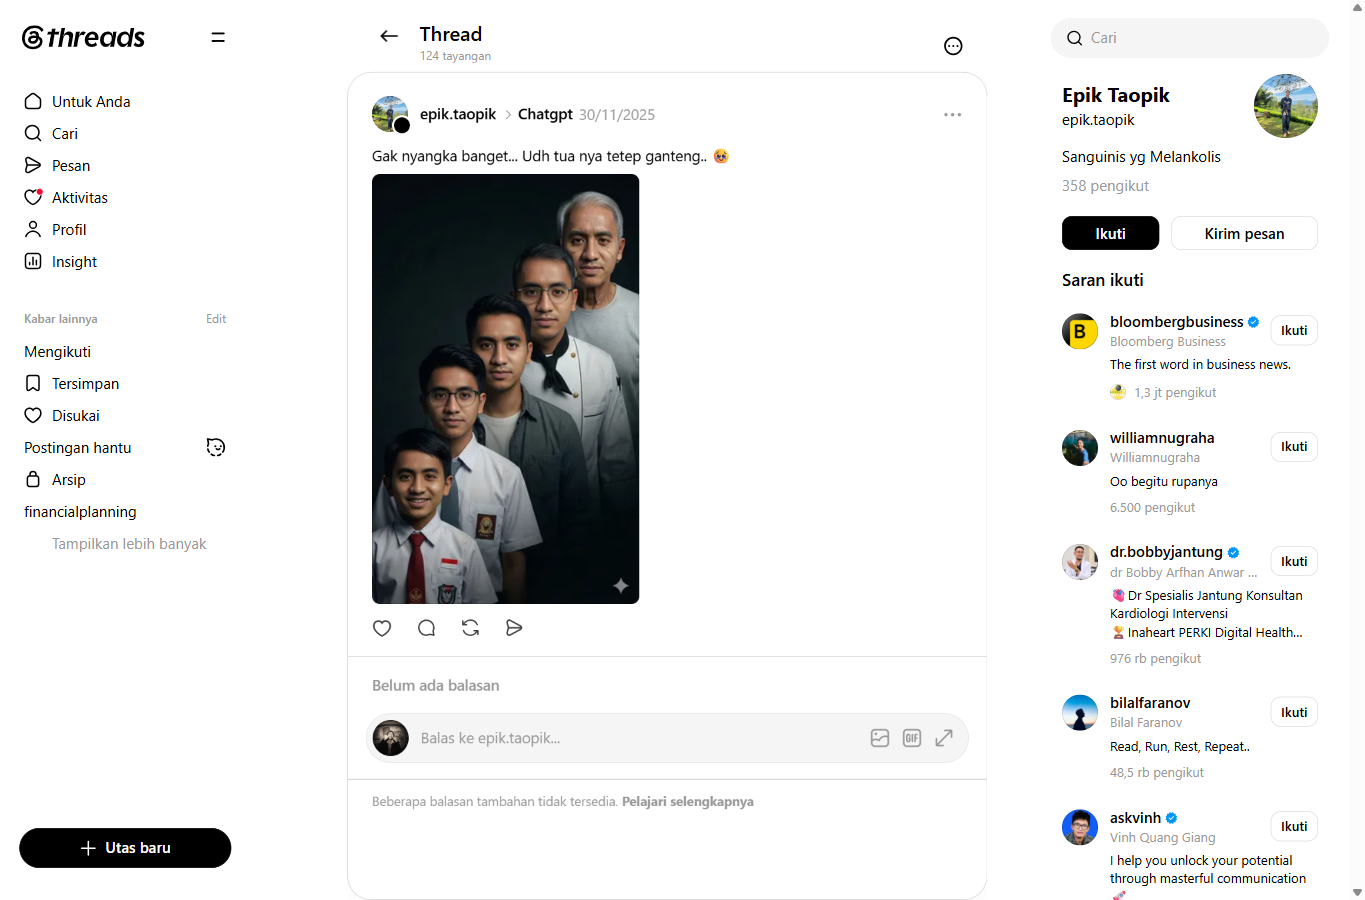 threads
Untuk Anda
Cari
Pesan
Aktivitas
Profil
Insight
Kabar lainnya
Edit
Mengikuti
Tersimpan
Disukai
Postingan hantu
Arsip
financialplanning
Tampilkan lebih banyak
Utas baru
Thread
124 tayangan
epik.taopik
Chatgpt 30/11/2025
Gak nyangka banget... Udh tua nya tetep ganteng.. 🥹
Belum ada balasan
Balas ke epik.taopik...
GIF
Beberapa balasan tambahan tidak tersedia. Pelajari selengkapnya
Cari
Epik Taopik
epik.taopik
Sanguinis yg Melankolis
358 pengikut
Ikuti
Kirim pesan
Saran ikuti
B
bloombergbusiness
Ikuti
Bloomberg Business
The first word in business news.
1,3 jt pengikut
williamnugraha
Ikuti
Williamnugraha
Oo begitu rupanya
6.500 pengikut
dr.bobbyjantung
Ikuti
dr Bobby Arfhan Anwar ...
🫀Dr Spesialis Jantung Konsultan
Kardiologi Intervensi
🏆Inaheart PERKI Digital Health...
976 rb pengikut
bilalfaranov
Ikuti
Bilal Faranov
Read, Run, Rest, Repeat..
48,5 rb pengikut
askvinh
Ikuti
Vinh Quang Giang
I help you unlock your potential
through masterful communication
🚀